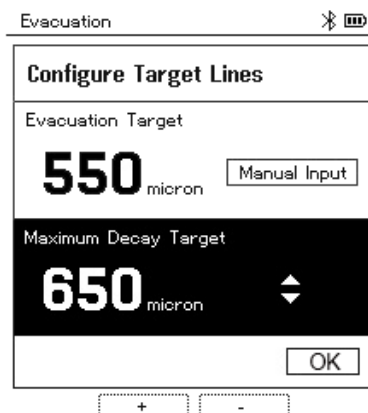 Evacuation
Configure Target Lines
Evacuation Target
550 micron
Manual Input
Maximum Decay Target
650 micron
OK
+ -